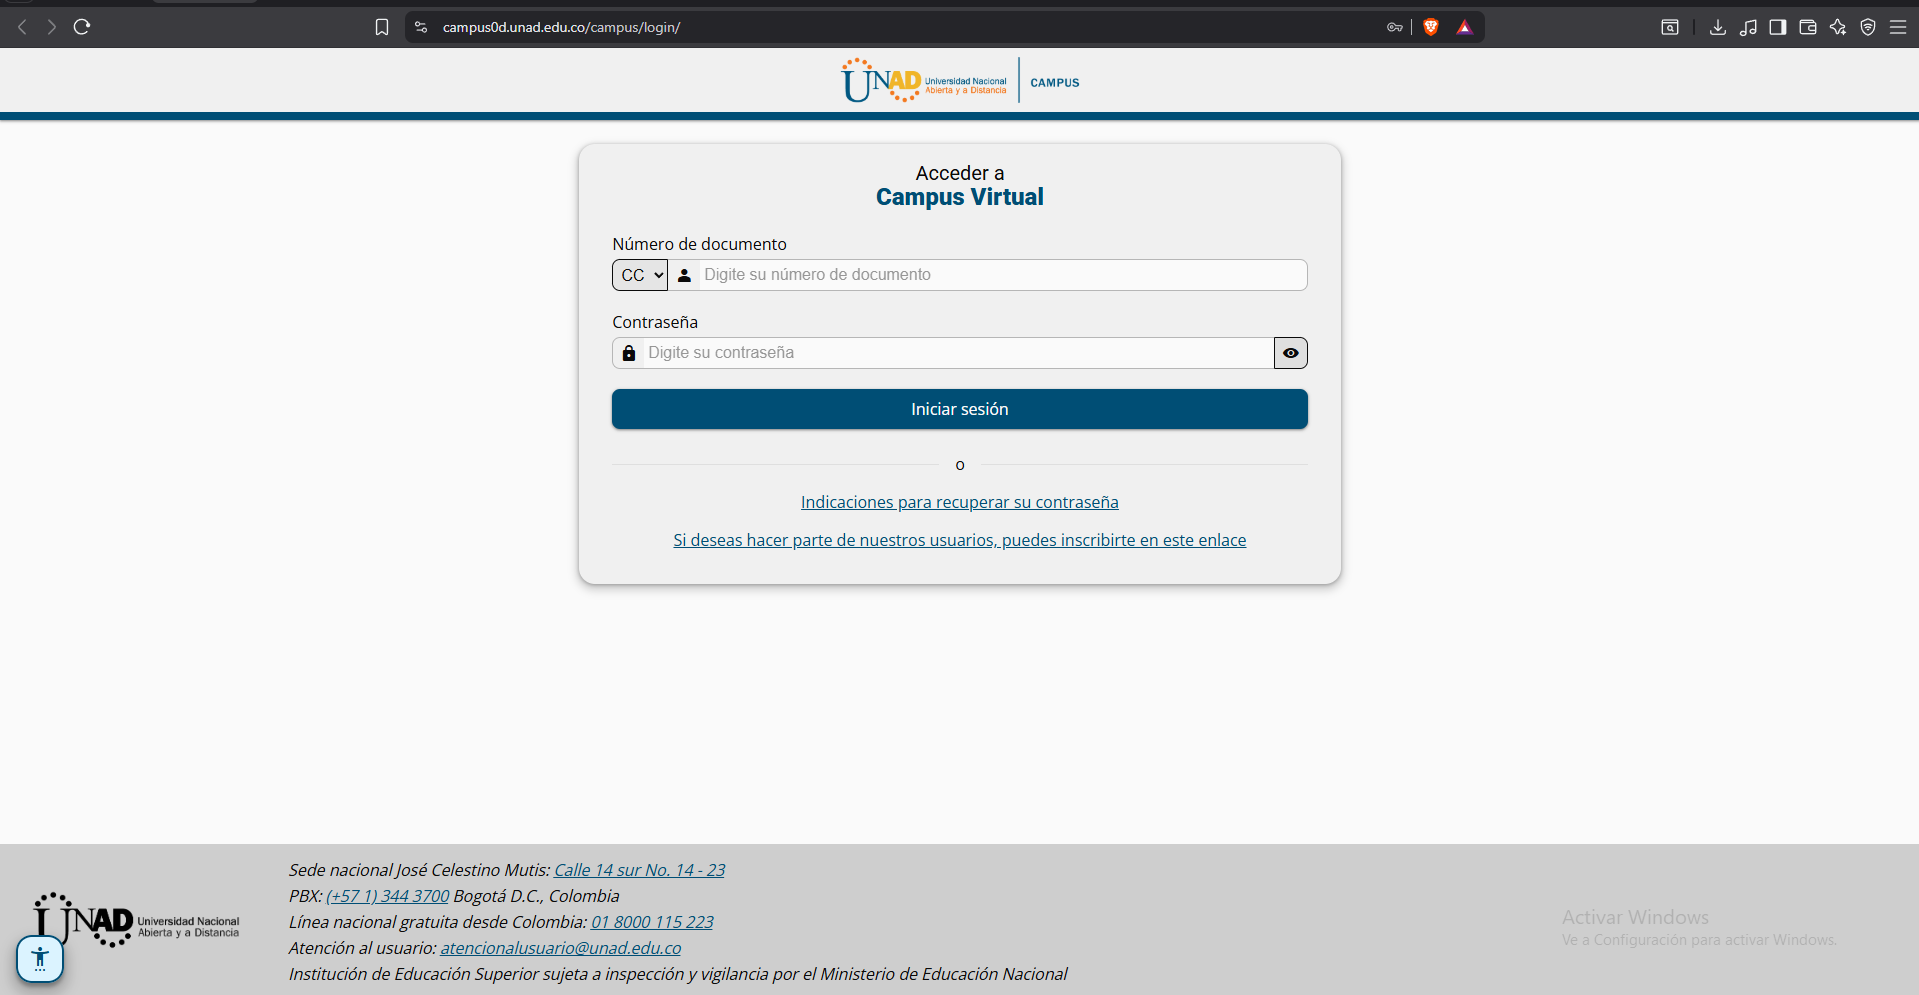 campus0d.unad.edu.co/campus/login/
UNAD Universidad Nacional Abierta y a Distancia CAMPUS
Acceder a
Campus Virtual
Número de documento
CC Digite su número de documento
Contraseña
Digite su contraseña
Iniciar sesión
o
Indicaciones para recuperar su contraseña
Si deseas hacer parte de nuestros usuarios, puedes inscribirte en este enlace
UNAD Universidad Nacional Abierta y a Distancia
Sede nacional José Celestino Mutis: Calle 14 sur No. 14 - 23
PBX: (+57 1) 344 3700 Bogotá D.C., Colombia
Línea nacional gratuita desde Colombia: 01 8000 115 223
Atención al usuario: atencionalusuario@unad.edu.co
Institución de Educación Superior sujeta a inspección y vigilancia por el Ministerio de Educación Nacional
Activar Windows
Ve a Configuración para activar Windows.